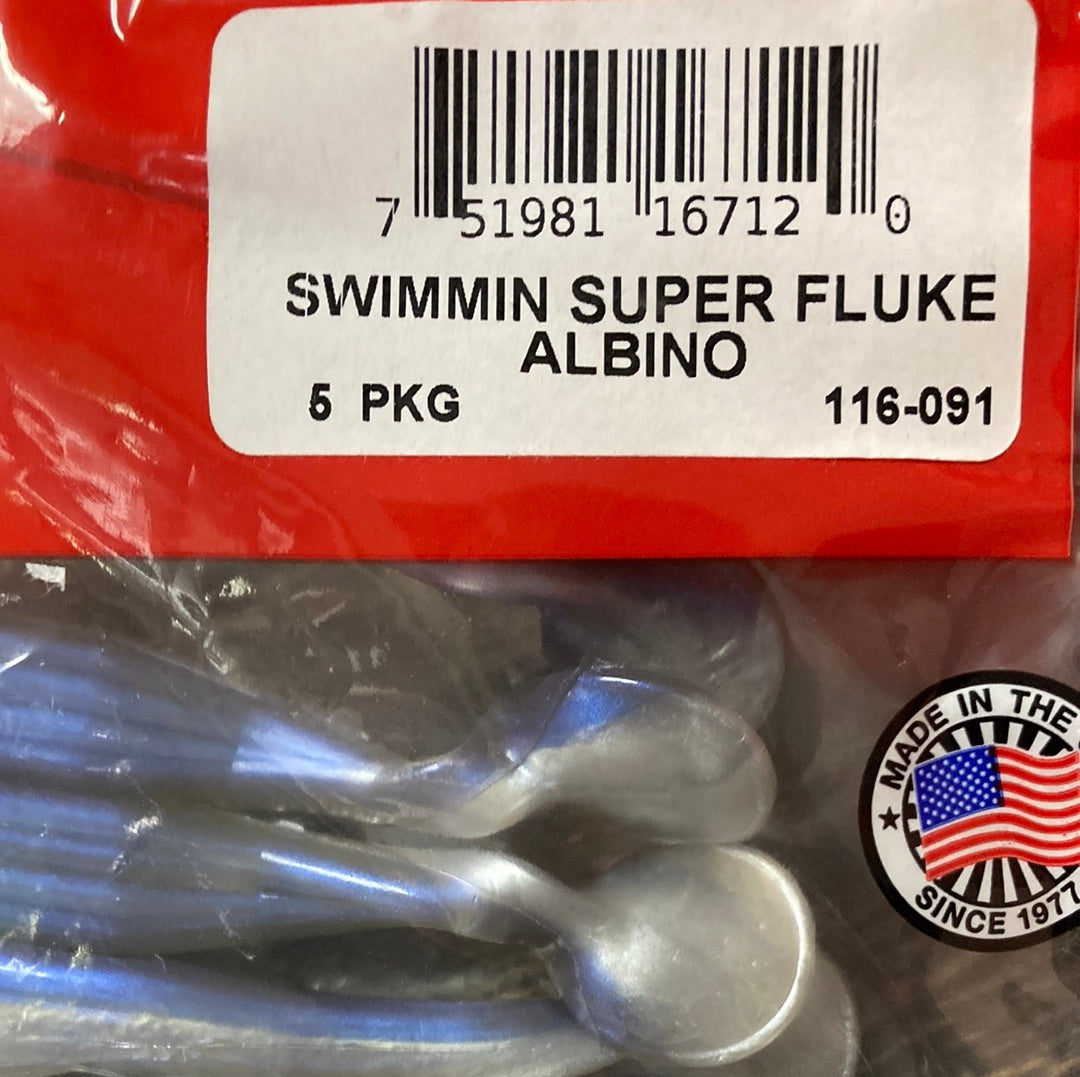 7 51981 16712 0
SWIMMIN SUPER FLUKE
ALBINO
5 PKG 116-091
MADE IN THE
SINCE 1977